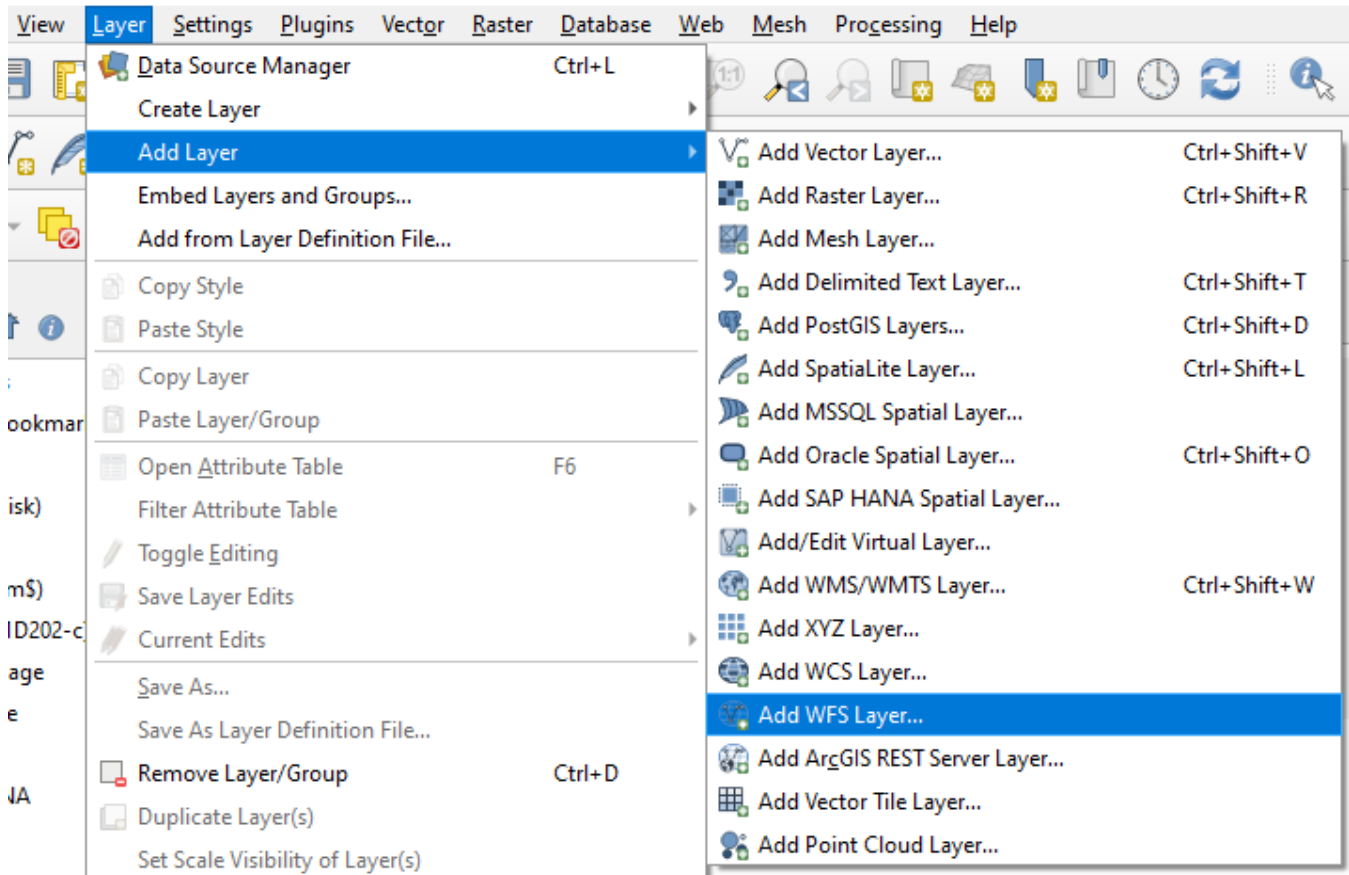 View Layer Settings Plugins Vector Raster Database Web Mesh Processing Help
1:1
Data Source Manager Ctrl+L
Create Layer
Add Layer
Embed Layers and Groups...
Add from Layer Definition File...
Copy Style
Paste Style
Copy Layer
Paste Layer/Group
Open Attribute Table F6
Filter Attribute Table
Toggle Editing
Save Layer Edits
Current Edits
Save As...
Save As Layer Definition File...
Remove Layer/Group Ctrl+D
Duplicate Layer(s)
Set Scale Visibility of Layer(s)
Add Vector Layer... Ctrl+Shift+V
Add Raster Layer... Ctrl+Shift+R
Add Mesh Layer...
Add Delimited Text Layer... Ctrl+Shift+T
Add PostGIS Layers... Ctrl+Shift+D
Add SpatiaLite Layer... Ctrl+Shift+L
Add MSSQL Spatial Layer...
Add Oracle Spatial Layer... Ctrl+Shift+O
Add SAP HANA Spatial Layer...
Add/Edit Virtual Layer...
Add WMS/WMTS Layer... Ctrl+Shift+W
Add XYZ Layer...
Add WCS Layer...
Add WFS Layer...
Add ArcGIS REST Server Layer...
Add Vector Tile Layer...
Add Point Cloud Layer...
ookmar
isk)
m$)
ID202-c)
age
e